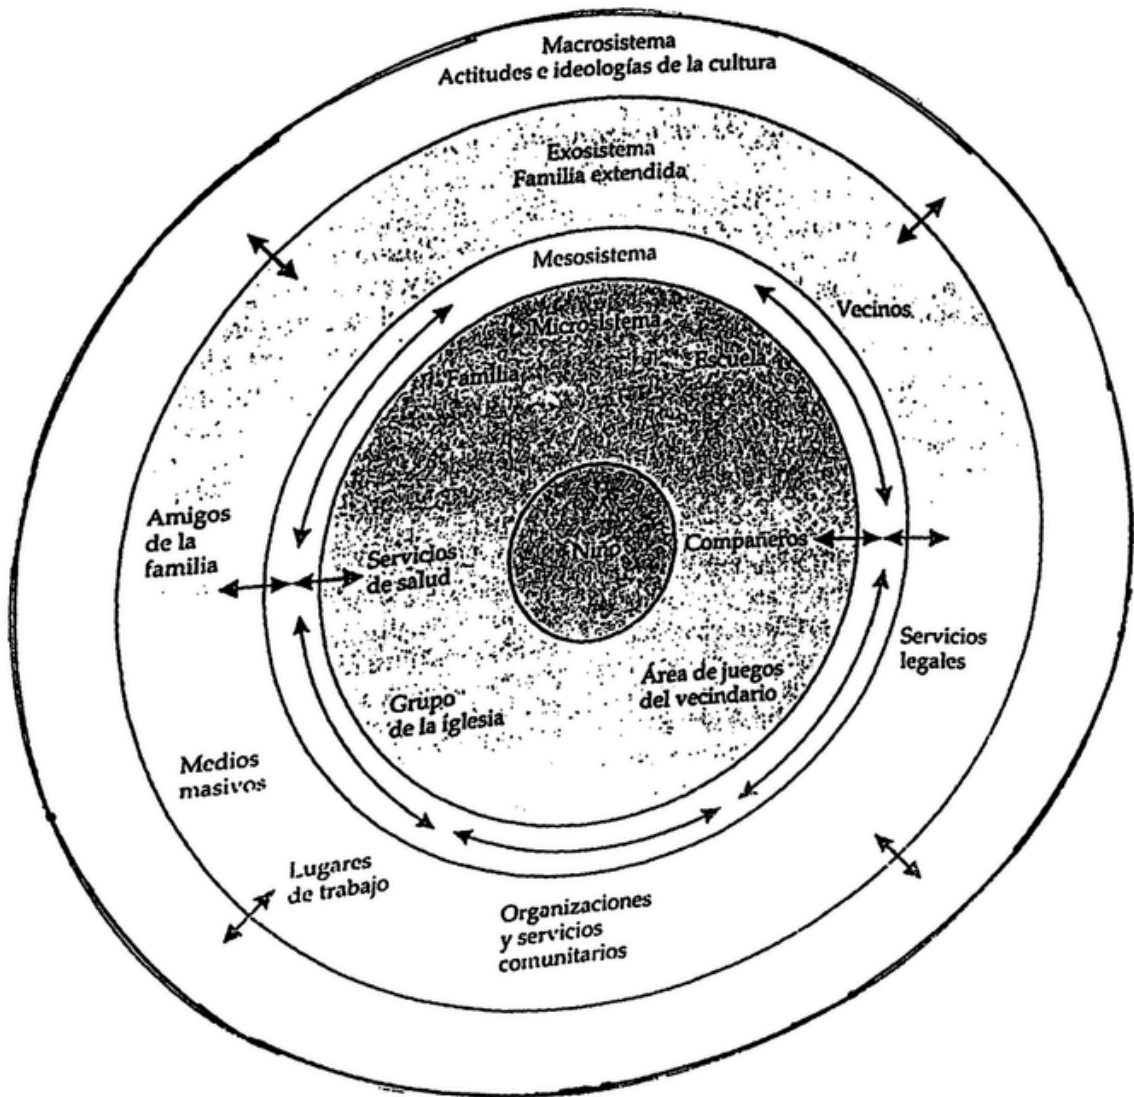 Macrosistema
Actitudes e ideologías de la cultura
Exosistema
Familia extendida
Mesosistema
Vecinos
Microsistema
Escuela
Familia
Amigos
de la
familia
Servicios
de salud
Niño
Compañeros
Servicios
legales
Área de juegos
del vecindario
Grupo
de la iglesia
Medios
masivos
Lugares
de trabajo
Organizaciones
y servicios
comunitarios